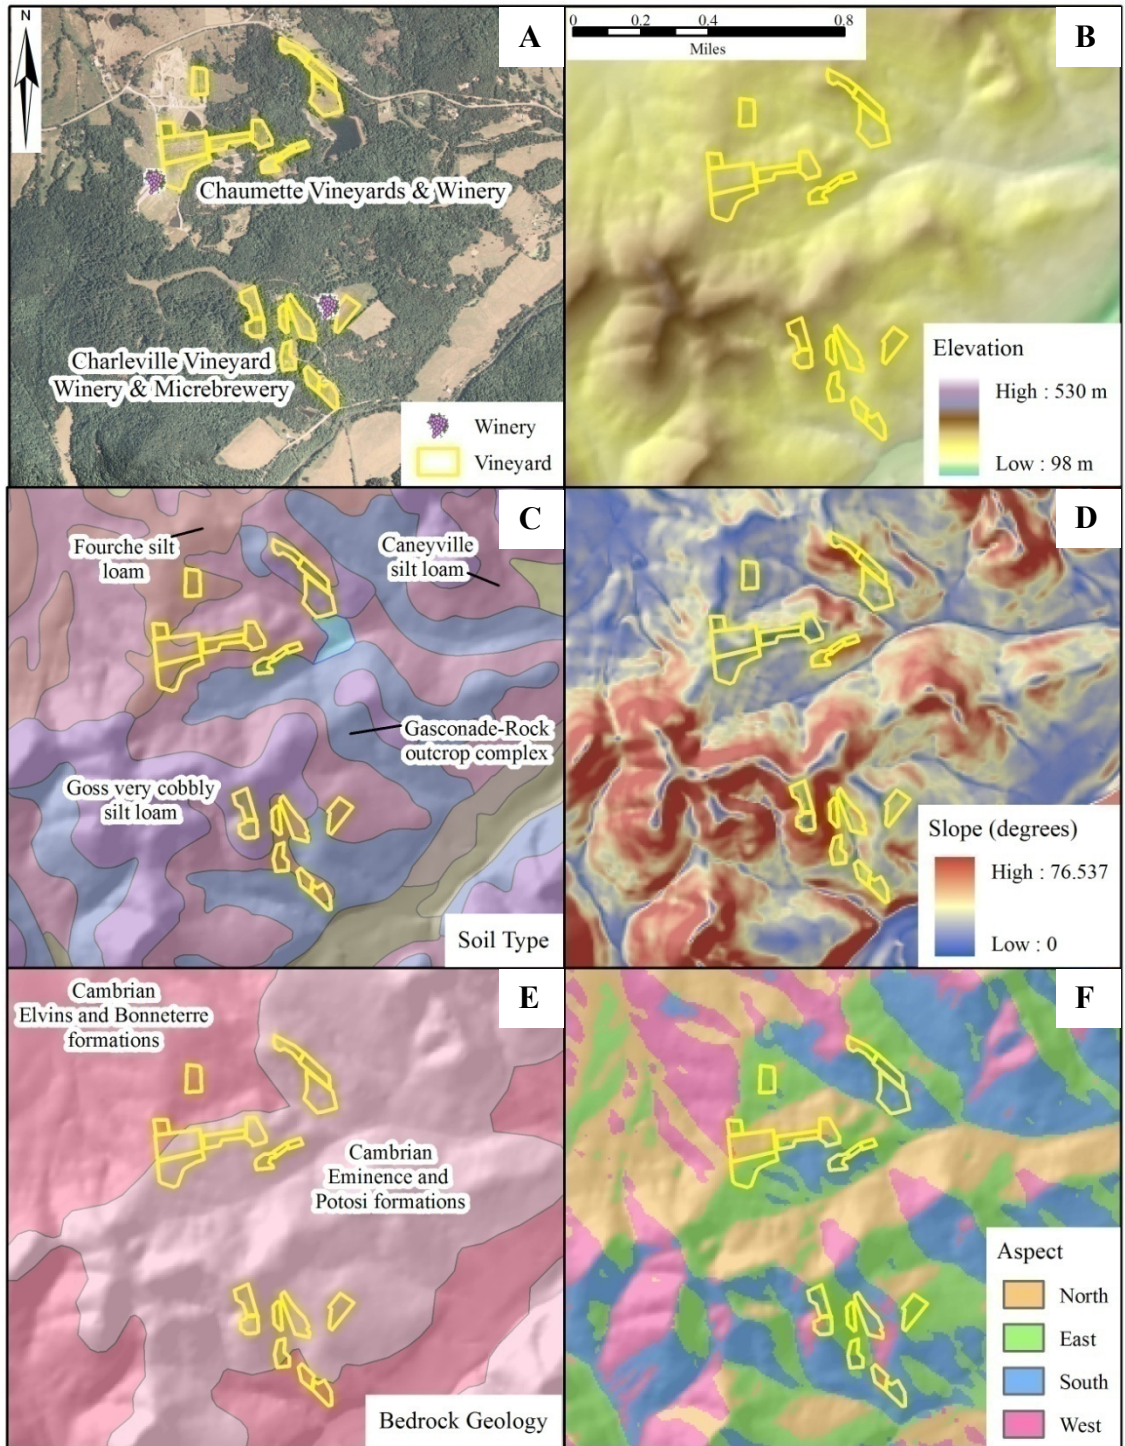 N
A
Chaumette Vineyards & Winery
Charleville Vineyard
Winery & Micrebrewery
Winery
Vineyard
0 0.2 0.4 0.8
Miles
B
Elevation
High : 530 m
Low : 98 m
C
Fourche silt
loam
Caneyville
silt loam
Gasconade-Rock
outcrop complex
Goss very cobbly
silt loam
Soil Type
D
Slope (degrees)
High : 76.537
Low : 0
E
Cambrian
Elvins and Bonneterre
formations
Cambrian
Eminence and
Potosi formations
Bedrock Geology
F
Aspect
North
East
South
West